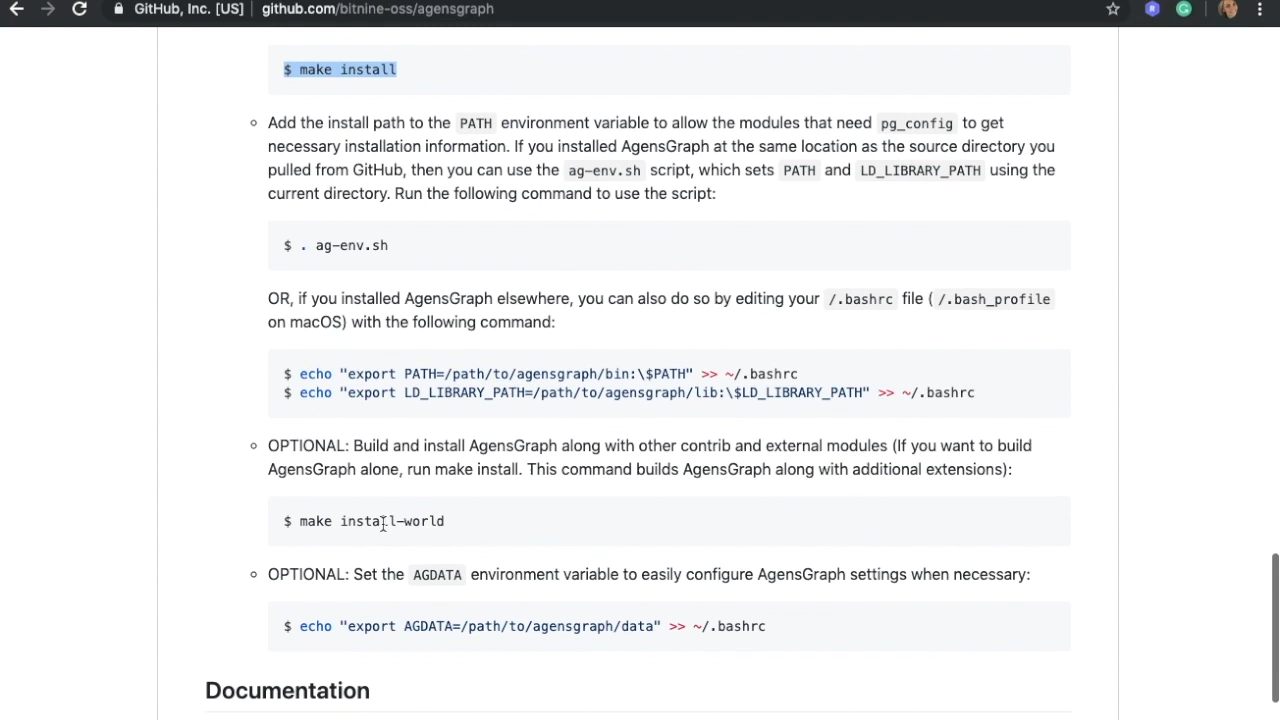 GitHub, Inc. [US] github.com/bitnine-oss/agensgraph
$ make install
Add the install path to the PATH environment variable to allow the modules that need pg_config to get
necessary installation information. If you installed AgensGraph at the same location as the source directory you
pulled from GitHub, then you can use the ag-env.sh script, which sets PATH and LD_LIBRARY_PATH using the
current directory. Run the following command to use the script:
$ . ag-env.sh
OR, if you installed AgensGraph elsewhere, you can also do so by editing your /.bashrc file ( /.bash_profile
on macOS) with the following command:
$ echo "export PATH=/path/to/agensgraph/bin:\$PATH" >> ~/.bashrc
$ echo "export LD_LIBRARY_PATH=/path/to/agensgraph/lib:\$LD_LIBRARY_PATH" >> ~/.bashrc
OPTIONAL: Build and install AgensGraph along with other contrib and external modules (If you want to build
AgensGraph alone, run make install. This command builds AgensGraph along with additional extensions):
$ make install-world
OPTIONAL: Set the AGDATA environment variable to easily configure AgensGraph settings when necessary:
$ echo "export AGDATA=/path/to/agensgraph/data" >> ~/.bashrc
Documentation